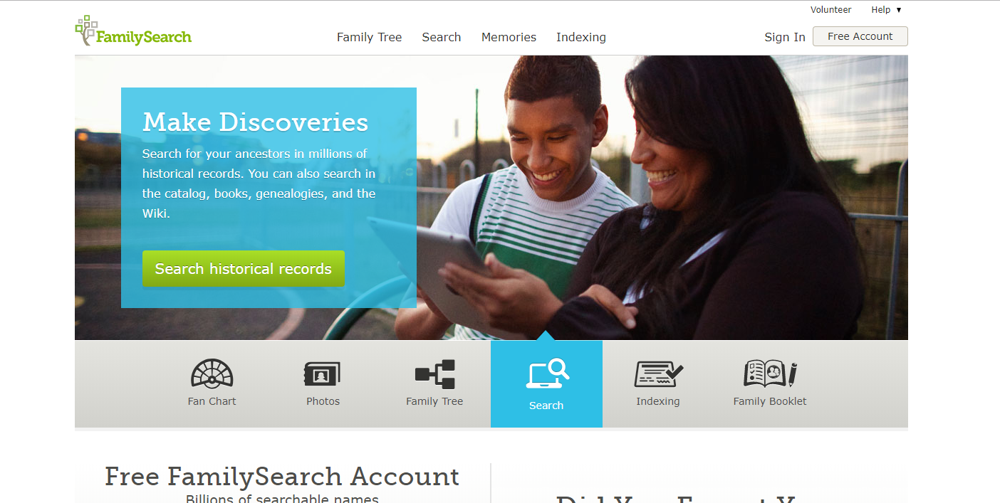 Volunteer Help ▼
FamilySearch
Family Tree Search Memories Indexing
Sign In Free Account
Make Discoveries
Search for your ancestors in millions of
historical records. You can also search in
the catalog, books, genealogies, and the
Wiki.
Search historical records
Fan Chart Photos Family Tree Search Indexing Family Booklet
Free FamilySearch Account
Billions of searchable names